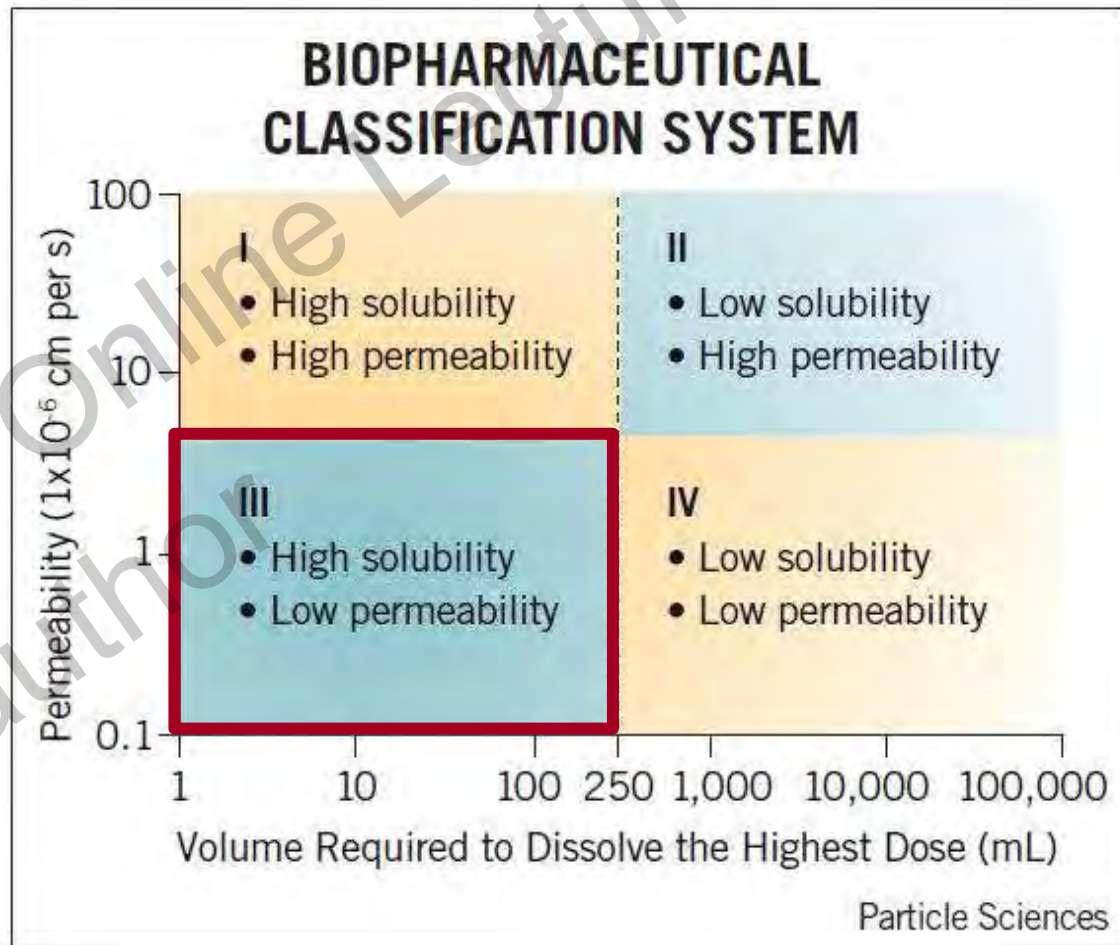 BIOPHARMACEUTICAL
CLASSIFICATION SYSTEM
Permeability (1x10⁻⁶ cm per s)
100
10
1
0.1
I
• High solubility
• High permeability
II
• Low solubility
• High permeability
III
• High solubility
• Low permeability
IV
• Low solubility
• Low permeability
1 10 100 250 1,000 10,000 100,000
Volume Required to Dissolve the Highest Dose (mL)
Particle Sciences
Online
author